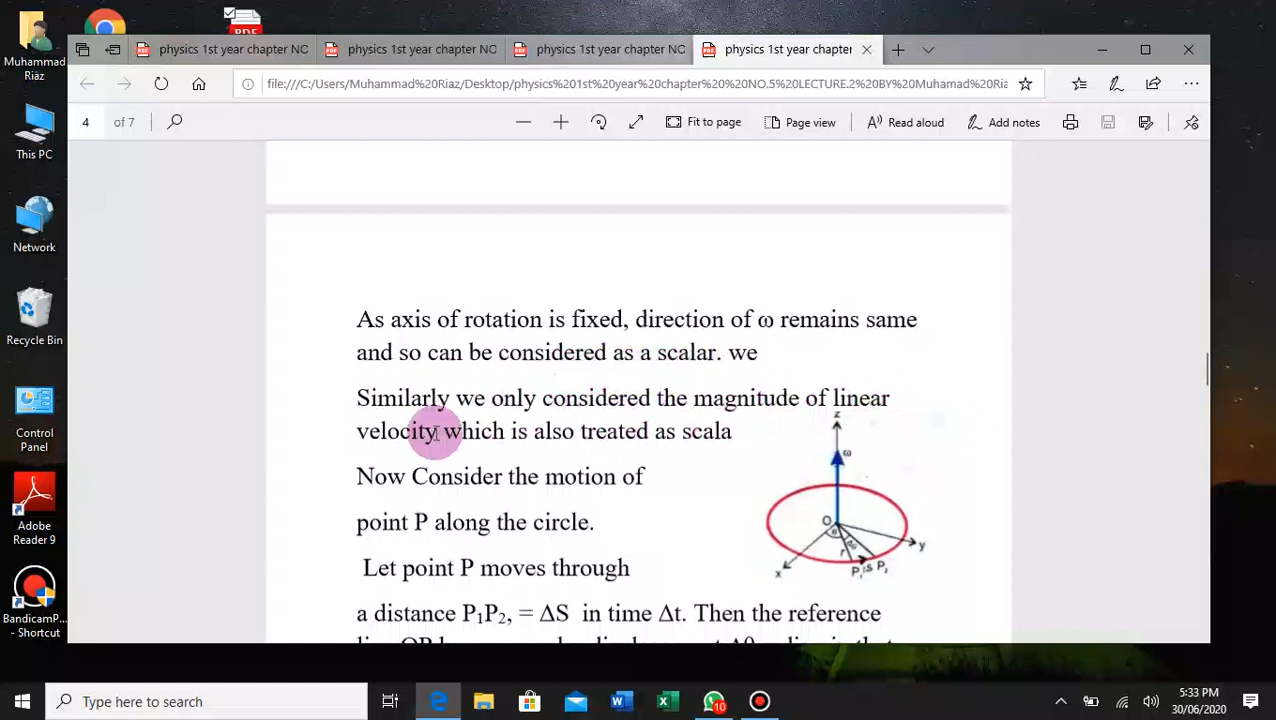 Muhammad
Riaz
PDF
physics 1st year chapter NO
physics 1st year chapter NO
physics 1st year chapter NO
physics 1st year chapter
file:///C:/Users/Muhammad%20Riaz/Desktop/physics%201st%20year%20chapter%20%20NO.5%20LECTURE.2%20BY%20Muhamad%20Ria
4 of 7
Fit to page
Page view
Read aloud
Add notes
This PC
Network
Recycle Bin
Control
Panel
Adobe
Reader 9
BandicamP...
- Shortcut
As axis of rotation is fixed, direction of ω remains same
and so can be considered as a scalar. we
Similarly we only considered the magnitude of linear
velocity which is also treated as scala
Now Consider the motion of
point P along the circle.
Let point P moves through
a distance P₁P₂, = ΔS in time Δt. Then the reference
z
ω
O
θ
Δθ
r
y
x
P₁
S
P₂
Type here to search
10
5:33 PM
30/06/2020